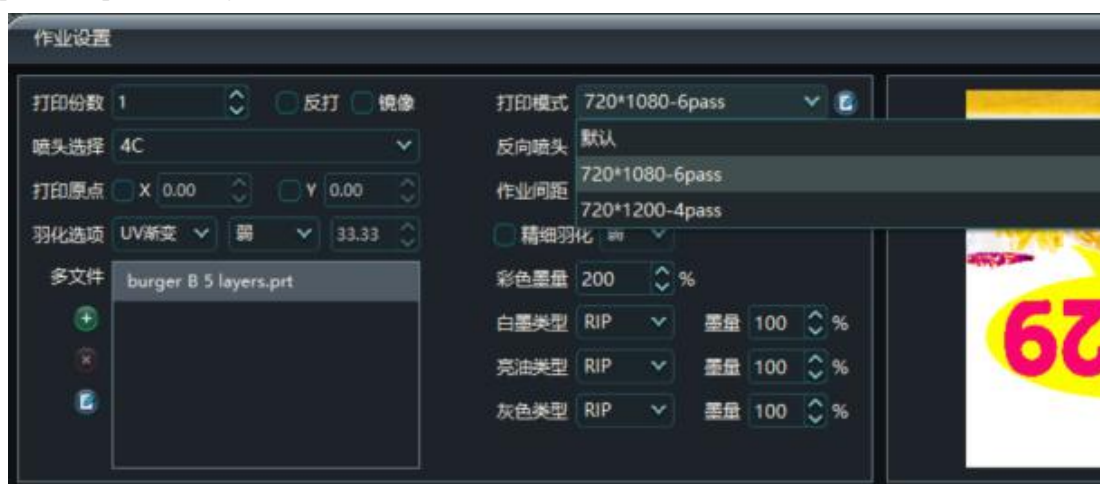 作业设置
打印份数 1 反打 镜像 打印模式 720*1080-6pass
喷头选择 4C 反向喷头 默认
720*1080-6pass
打印原点 X 0.00 Y 0.00 作业间距
720*1200-4pass
羽化选项 UV渐变 弱 33.33 精细羽化 弱
多文件 burger B 5 layers.prt 彩色墨量 200 %
白墨类型 RIP 墨量 100 %
亮油类型 RIP 墨量 100 %
灰色类型 RIP 墨量 100 %
62